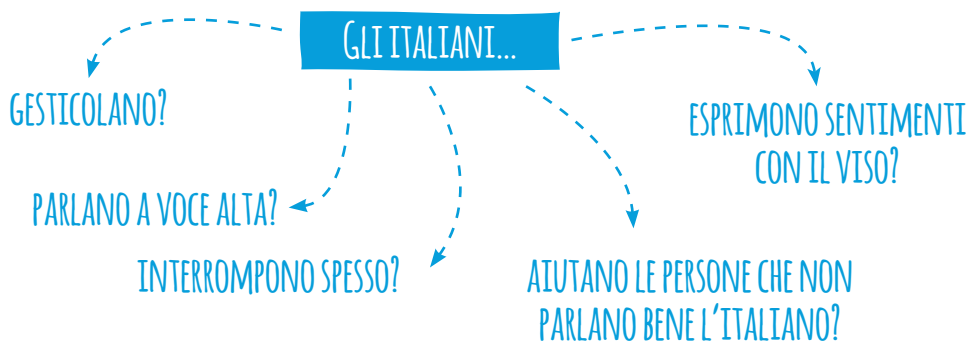 GLI ITALIANI...
GESTICOLANO?
ESPRIMONO SENTIMENTI
CON IL VISO?
PARLANO A VOCE ALTA?
INTERROMPONO SPESSO?
AIUTANO LE PERSONE CHE NON
PARLANO BENE L'ITALIANO?